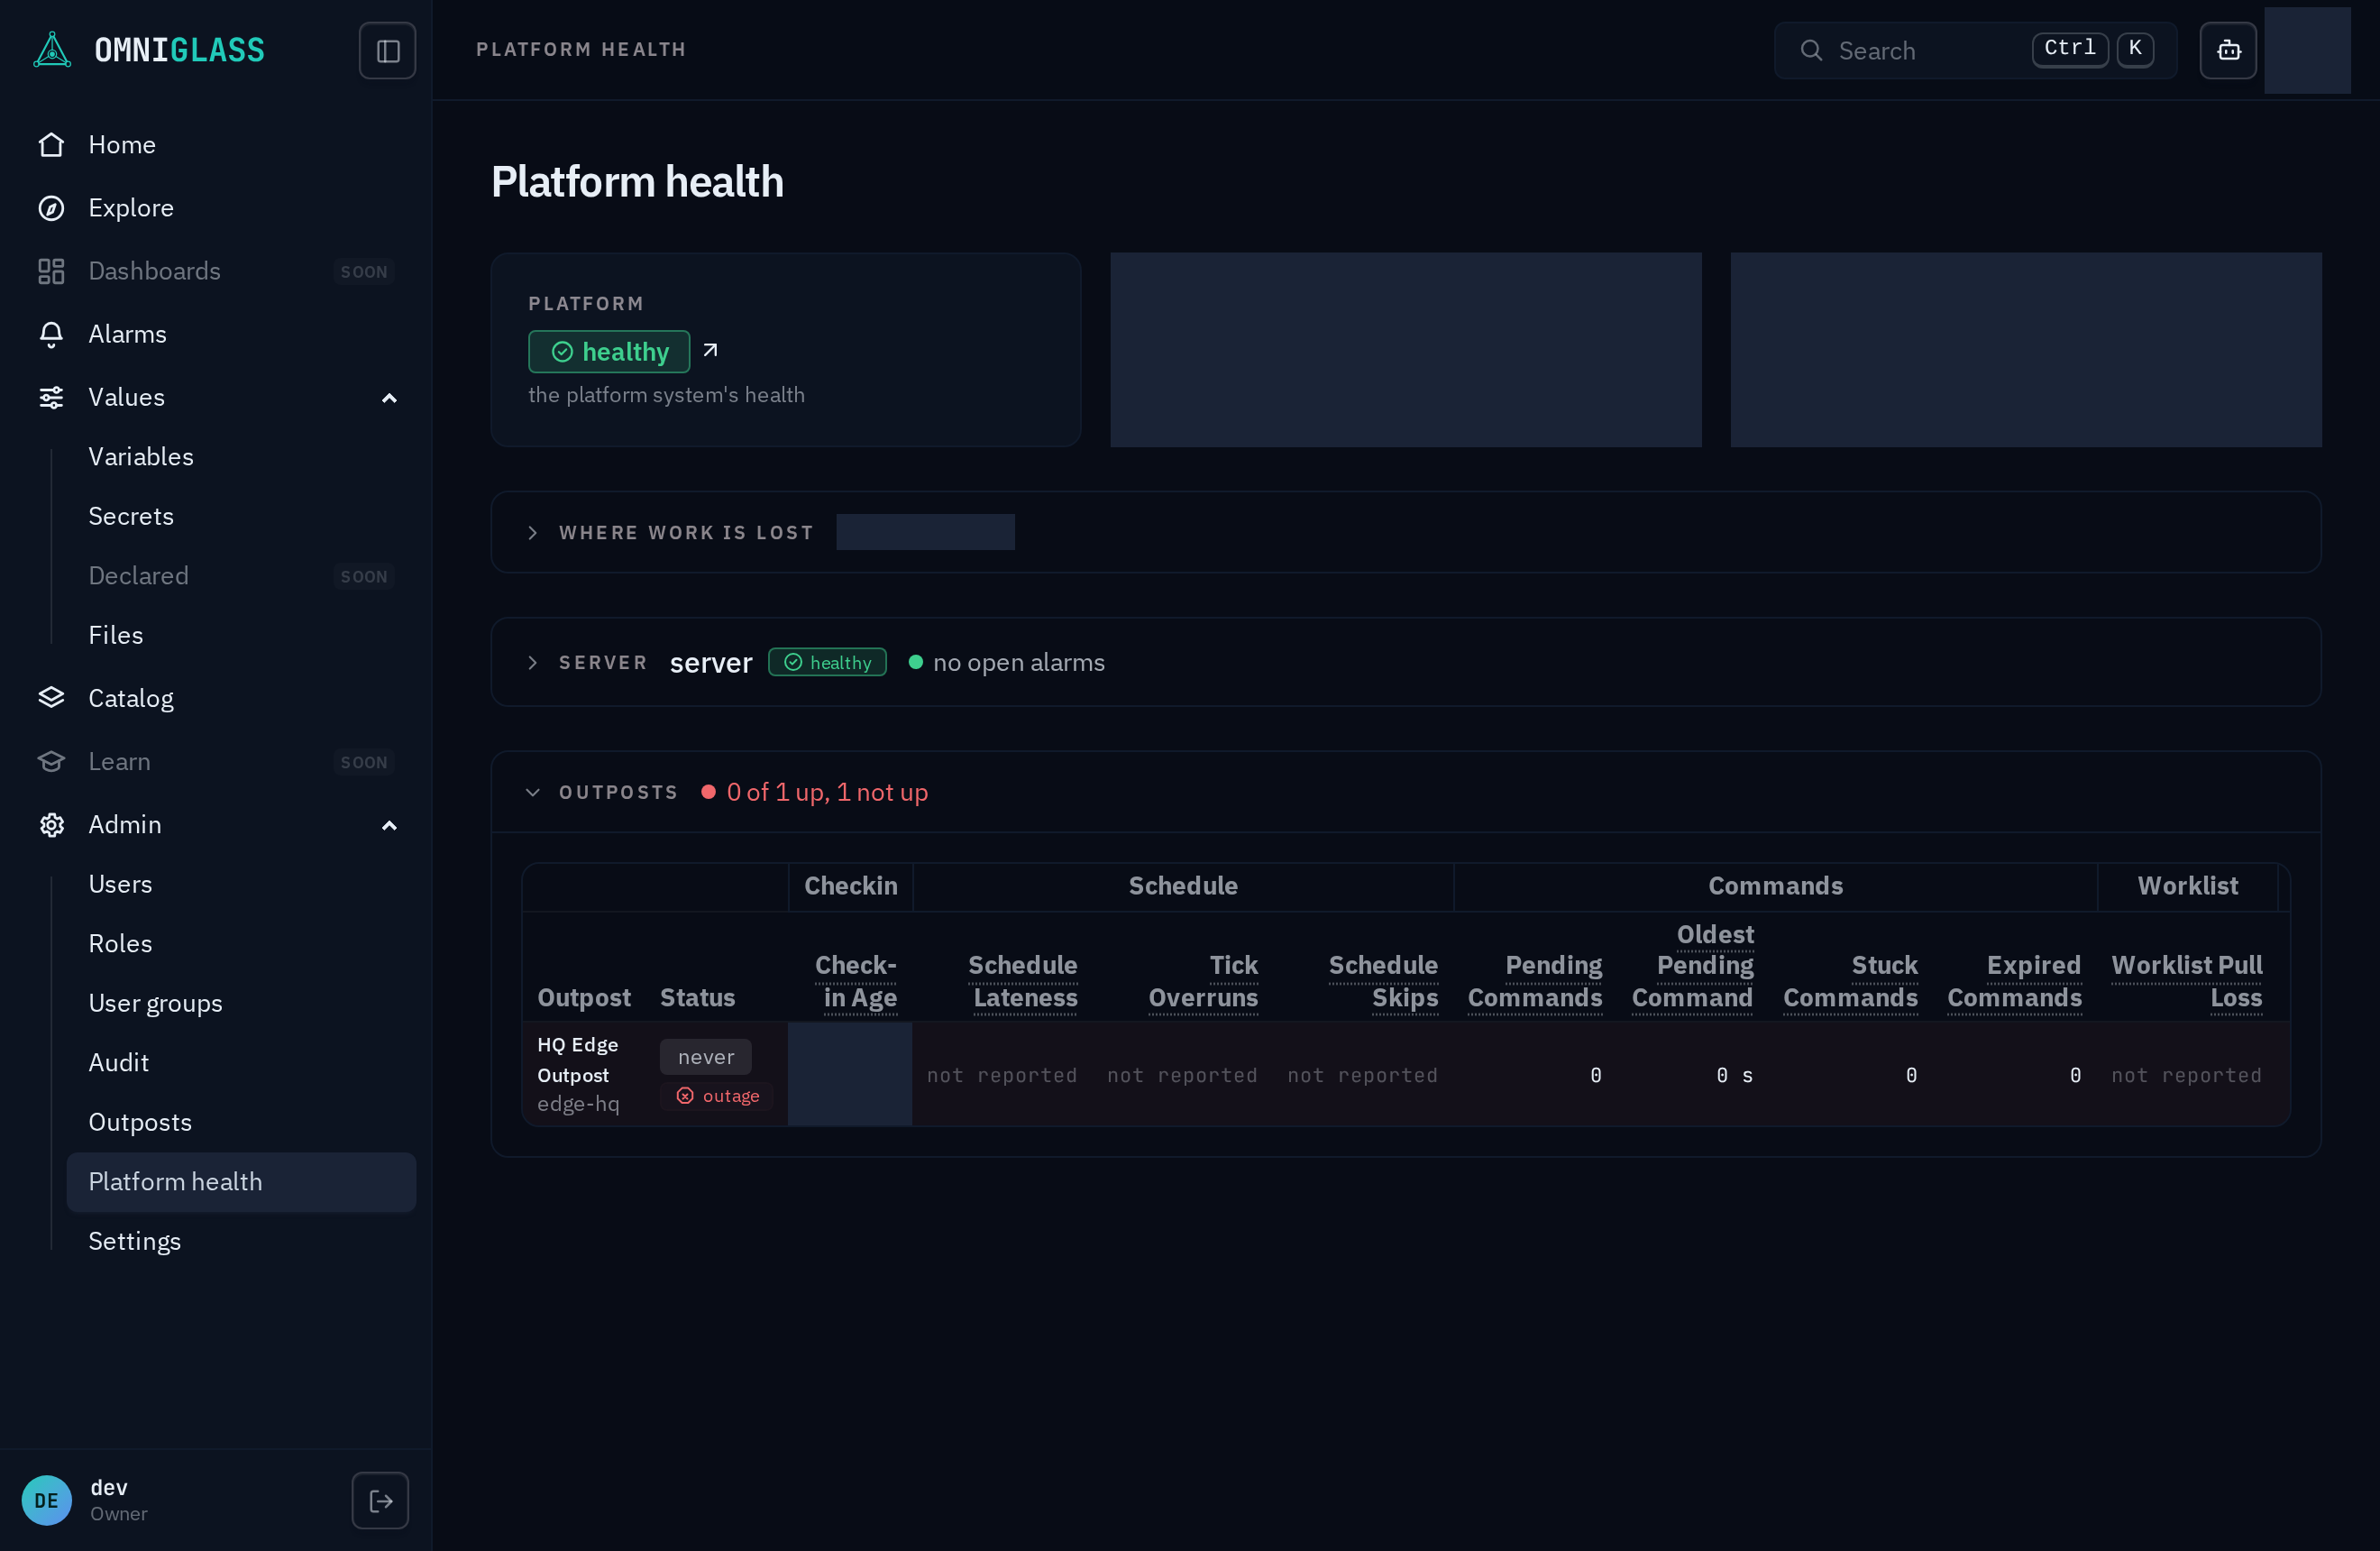 OMNIGLASS
PLATFORM HEALTH
Search
Ctrl
K
Home
Explore
Dashboards
SOON
Alarms
Values
Variables
Secrets
Declared
SOON
Files
Catalog
Learn
SOON
Admin
Users
Roles
User groups
Audit
Outposts
Platform health
Settings
DE
dev
Owner
Platform health
PLATFORM
healthy
the platform system's health
WHERE WORK IS LOST
SERVER server healthy no open alarms
OUTPOSTS 0 of 1 up, 1 not up
Checkin Schedule Commands Worklist
Outpost
Status
Check-
in Age
Schedule
Lateness
Tick
Overruns
Schedule
Skips
Pending
Commands
Oldest
Pending
Command
Stuck
Commands
Expired
Commands
Worklist Pull
Loss
HQ Edge
Outpost
edge-hq
never
outage
not reported
not reported
not reported
0
0 s
0
0
not reported